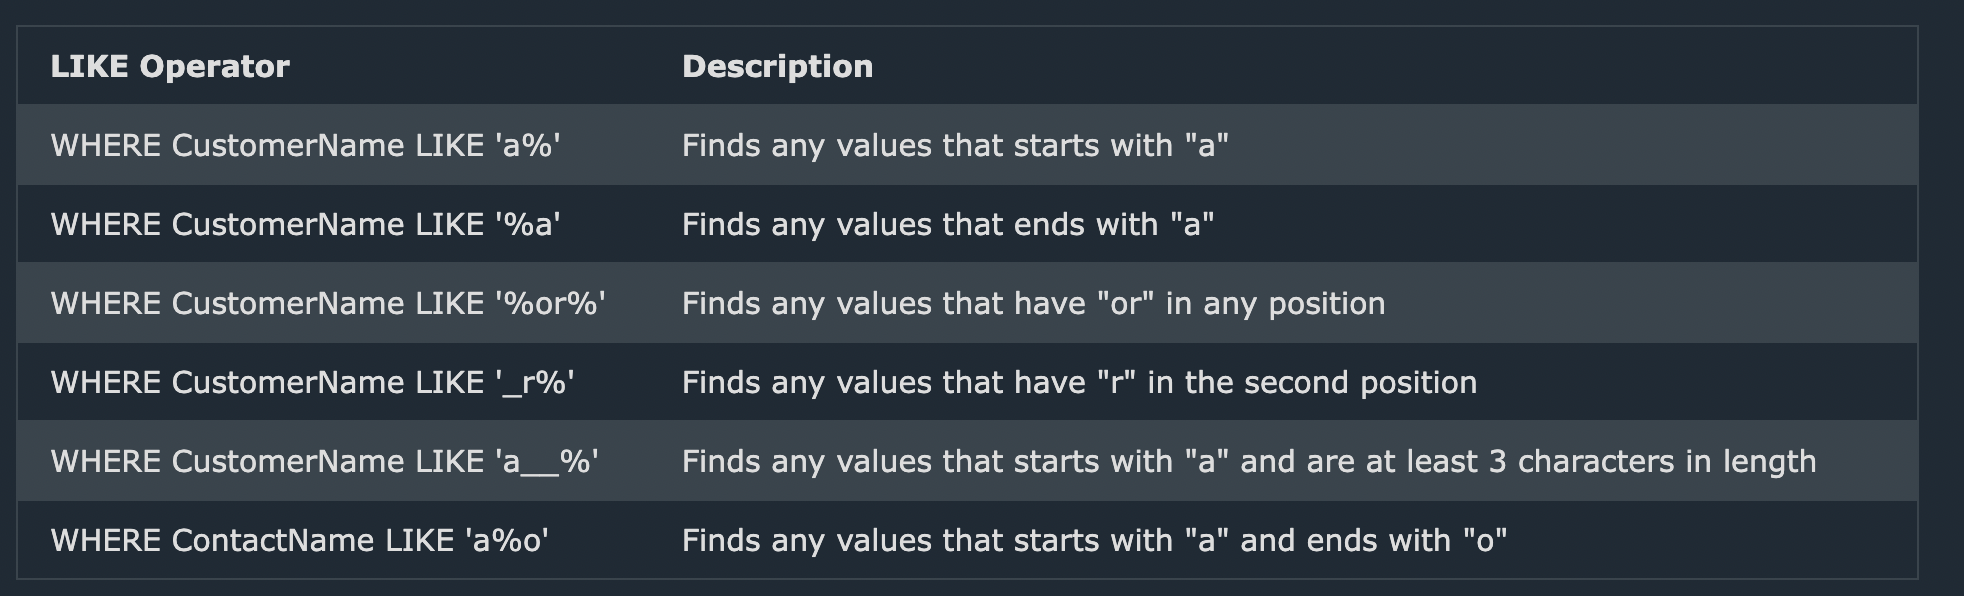 LIKE Operator Description
WHERE CustomerName LIKE 'a%' Finds any values that starts with "a"
WHERE CustomerName LIKE '%a' Finds any values that ends with "a"
WHERE CustomerName LIKE '%or%' Finds any values that have "or" in any position
WHERE CustomerName LIKE '_r%' Finds any values that have "r" in the second position
WHERE CustomerName LIKE 'a__%' Finds any values that starts with "a" and are at least 3 characters in length
WHERE ContactName LIKE 'a%o' Finds any values that starts with "a" and ends with "o"